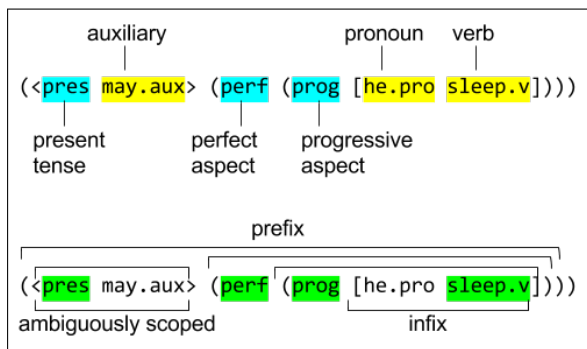 auxiliary pronoun verb
(<pres may.aux> (perf (prog [he.pro sleep.v])))
present perfect progressive
tense aspect aspect
prefix
(<pres may.aux> (perf (prog [he.pro sleep.v])))
ambiguously scoped infix